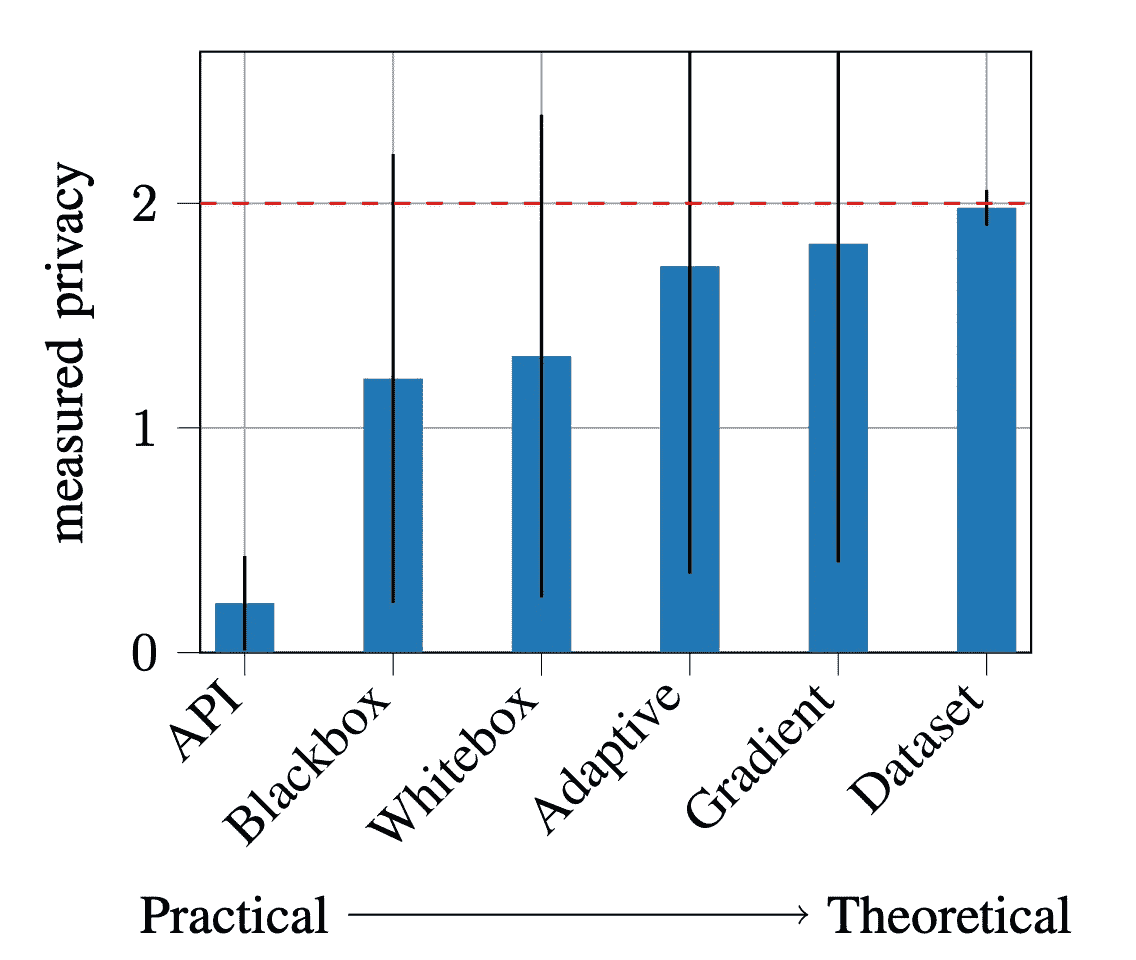 measured privacy
2
1
0
API
Blackbox
Whitebox
Adaptive
Gradient
Dataset
Practical
Theoretical